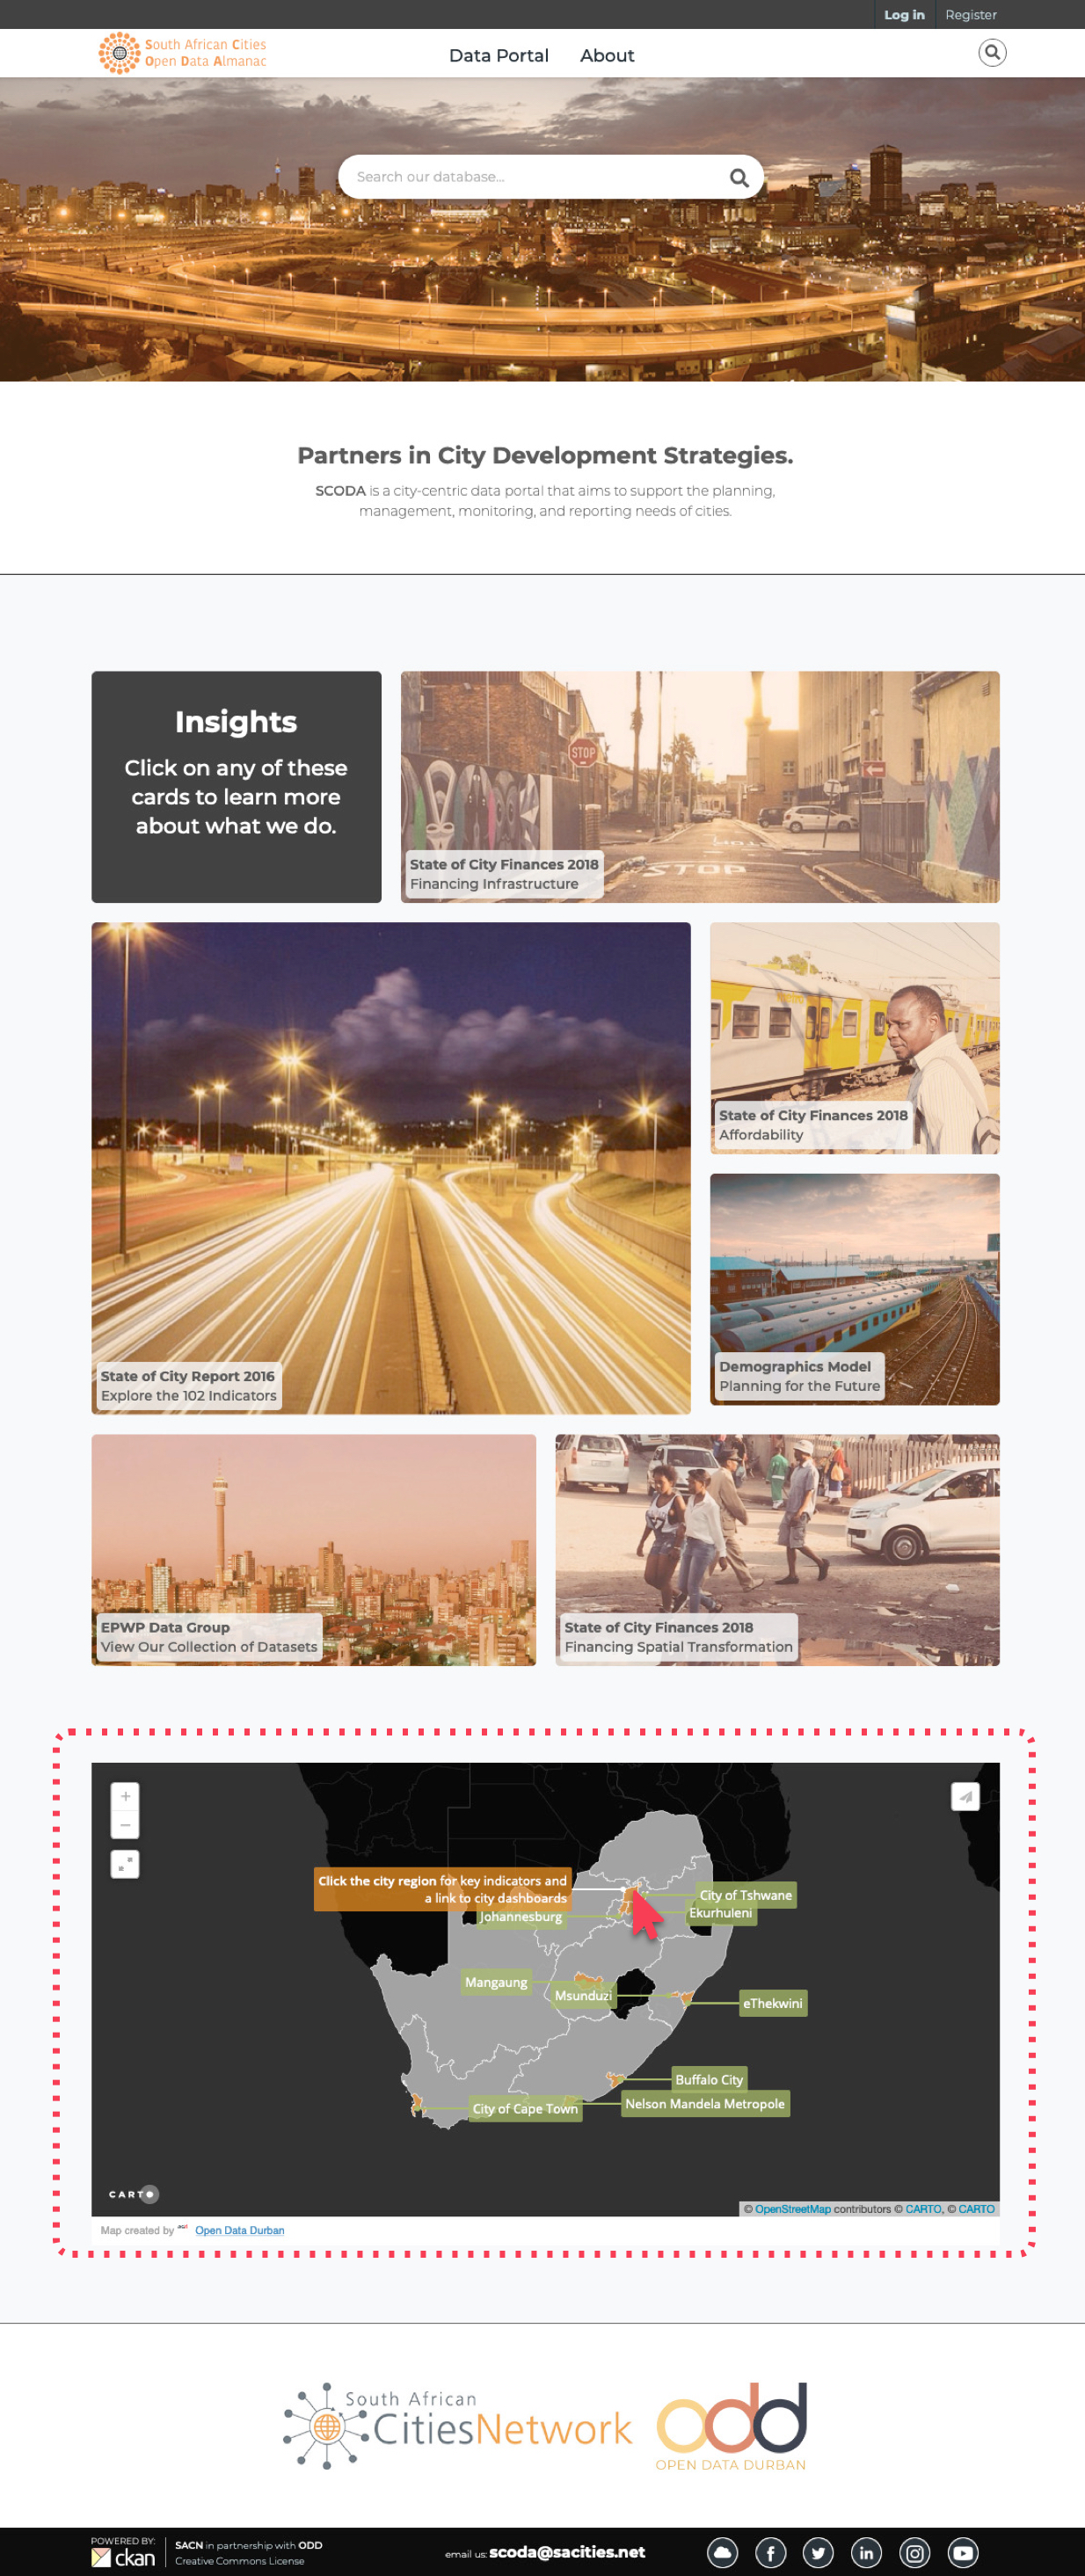 Log in
Register
South African Cities
Open Data Almanac
Data Portal
About
Search our database...
Partners in City Development Strategies.
SCODA is a city-centric data portal that aims to support the planning,
management, monitoring, and reporting needs of cities.
Insights
Click on any of these
cards to learn more
about what we do.
STOP
STOP
State of City Finances 2018
Financing Infrastructure
State of City Finances 2018
Affordability
State of City Report 2016
Explore the 102 Indicators
Demographics Model
Planning for the Future
EPWP Data Group
View Our Collection of Datasets
State of City Finances 2018
Financing Spatial Transformation
+
−
Click the city region for key indicators and
a link to city dashboards
City of Tshwane
Johannesburg
Ekurhuleni
Mangaung
Msunduzi
eThekwini
Buffalo City
Nelson Mandela Metropole
City of Cape Town
CARTO
© OpenStreetMap contributors © CARTO, © CARTO
Map created by
Open Data Durban
South African
CitiesNetwork
odd
OPEN DATA DURBAN
POWERED BY:
ckan
SACN in partnership with ODD
Creative Commons License
email us: scoda@sacities.net